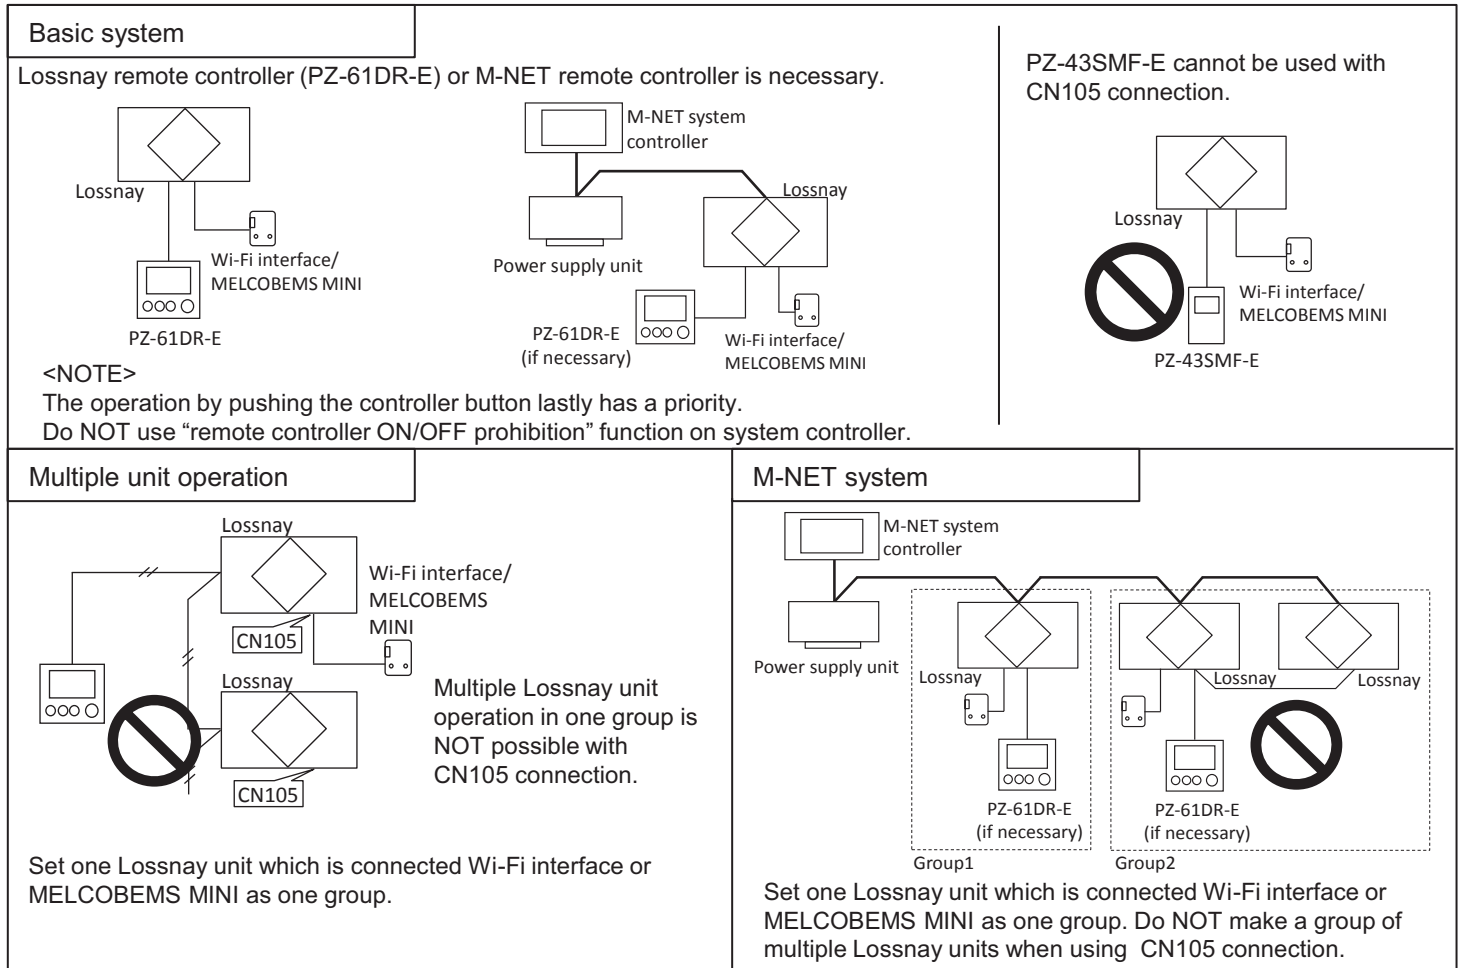 Basic system
Lossnay remote controller (PZ-61DR-E) or M-NET remote controller is necessary.
Lossnay
Wi-Fi interface/
MELCOBEMS MINI
PZ-61DR-E
M-NET system
controller
Lossnay
Power supply unit
PZ-61DR-E
(if necessary)
Wi-Fi interface/
MELCOBEMS MINI
<NOTE>
The operation by pushing the controller button lastly has a priority.
Do NOT use “remote controller ON/OFF prohibition” function on system controller.
PZ-43SMF-E cannot be used with
CN105 connection.
Lossnay
Wi-Fi interface/
MELCOBEMS MINI
PZ-43SMF-E
Multiple unit operation
Lossnay
Wi-Fi interface/
MELCOBEMS
MINI
CN105
Lossnay
CN105
Multiple Lossnay unit
operation in one group is
NOT possible with
CN105 connection.
Set one Lossnay unit which is connected Wi-Fi interface or
MELCOBEMS MINI as one group.
M-NET system
M-NET system
controller
Power supply unit
Lossnay
Lossnay
Lossnay
PZ-61DR-E
(if necessary)
PZ-61DR-E
(if necessary)
Group1
Group2
Set one Lossnay unit which is connected Wi-Fi interface or
MELCOBEMS MINI as one group. Do NOT make a group of
multiple Lossnay units when using CN105 connection.